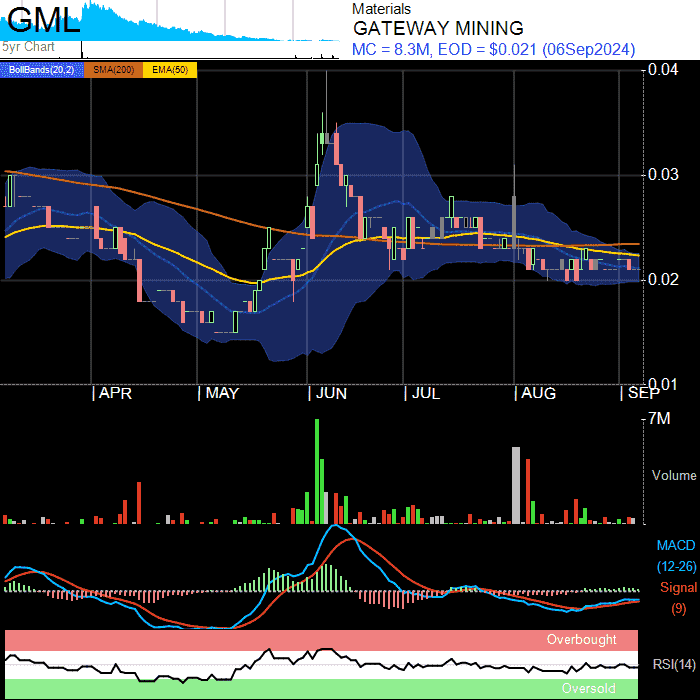 GML
5yr Chart
Materials
GATEWAY MINING
MC = 8.3M, EOD = $0.021 (06Sep2024)
BollBands(20,2) SMA(200) EMA(50)
0.04
0.03
0.02
0.01
| APR | MAY | JUN | JUL | AUG | SEP
7M
Volume
MACD
(12-26)
Signal
(9)
Overbought
RSI(14)
Oversold